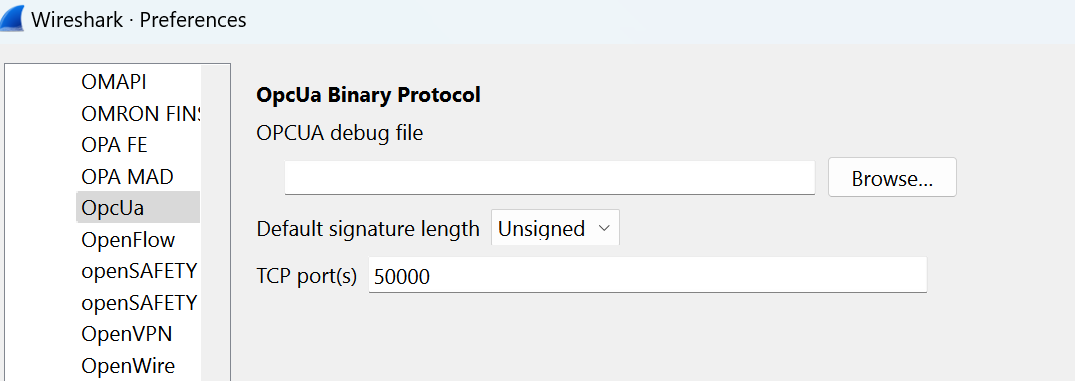 Wireshark · Preferences
OMAPI
OMRON FINS
OPA FE
OPA MAD
OpcUa
OpenFlow
openSAFETY
openSAFETY
OpenVPN
OpenWire
OpcUa Binary Protocol
OPCUA debug file
Browse...
Default signature length Unsigned
TCP port(s) 50000